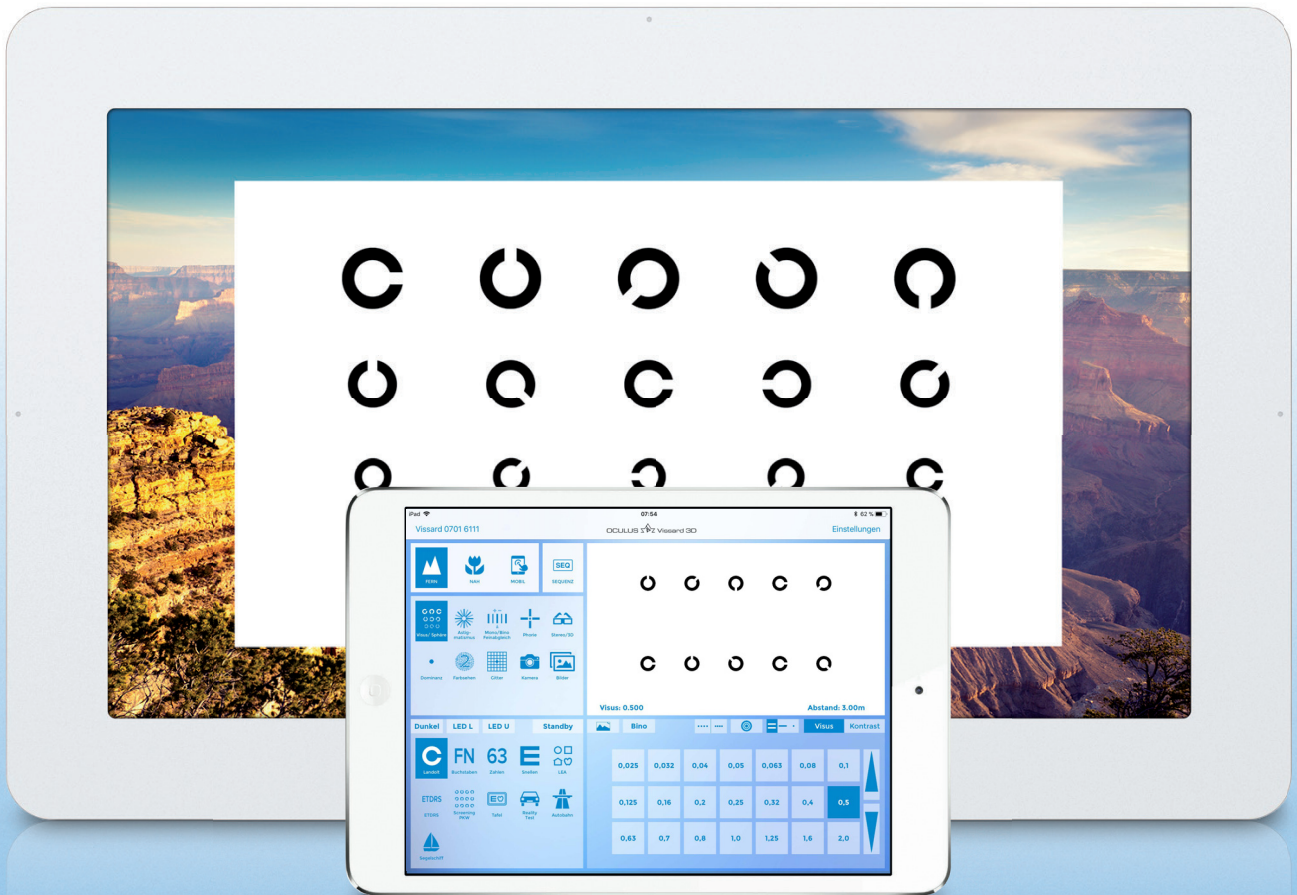 iPad 07:54 62 %
Vissard 0701 6111 OCULUS Vissard 3D Einstellungen
FERN NAH MOBIL SEQ SEQUENZ
Visus/ Sphäre Astig-matismus Mono/Bino Feinabgleich Phorie Stereo/3D
Dominanz Farbsehen Gitter Kamera Bilder
Visus: 0.500 Abstand: 3.00m
Dunkel LED L LED U Standby Bino Visus Kontrast
C FN 63 E
Landolt Buchstaben Zahlen Snellen LEA
ETDRS
ETDRS Screening PKW Tafel Reality Test Autobahn
Segelschiff
0,025 0,032 0,04 0,05 0,063 0,08 0,1
0,125 0,16 0,2 0,25 0,32 0,4 0,5
0,63 0,7 0,8 1,0 1,25 1,6 2,0